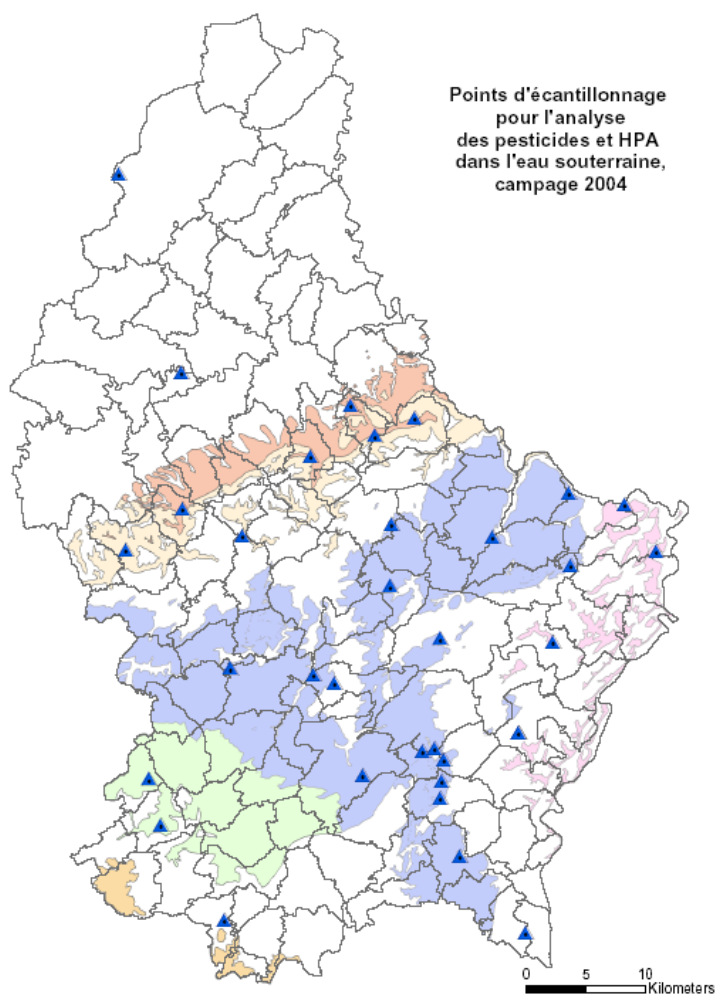 Points d'écantillonnage
pour l'analyse
des pesticides et HPA
dans l'eau souterraine,
campage 2004
0 5 10
Kilometers